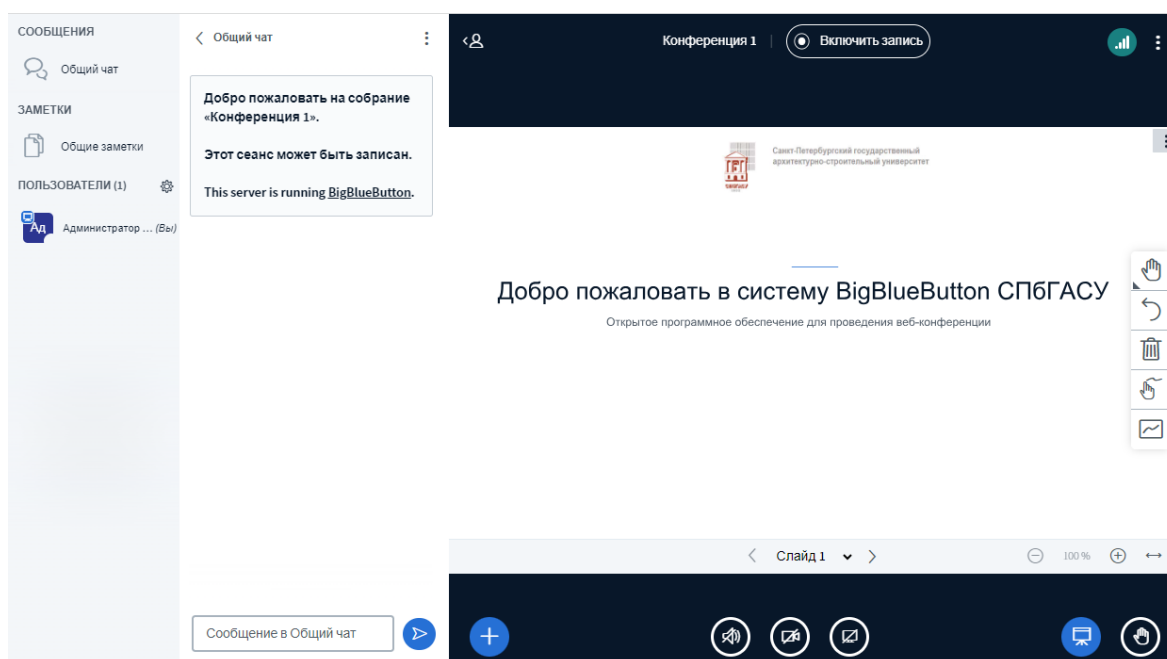 СООБЩЕНИЯ
Общий чат
ЗАМЕТКИ
Общие заметки
ПОЛЬЗОВАТЕЛИ (1)
Ад
Администратор ... (Вы)
Общий чат
Добро пожаловать на собрание
«Конференция 1».
Этот сеанс может быть записан.
This server is running BigBlueButton.
Сообщение в Общий чат
Конференция 1
Включить запись
Санкт-Петербургский государственный
архитектурно-строительный университет
СПбГАСУ
Добро пожаловать в систему BigBlueButton СПбГАСУ
Открытое программное обеспечение для проведения веб-конференции
Слайд 1
100 %